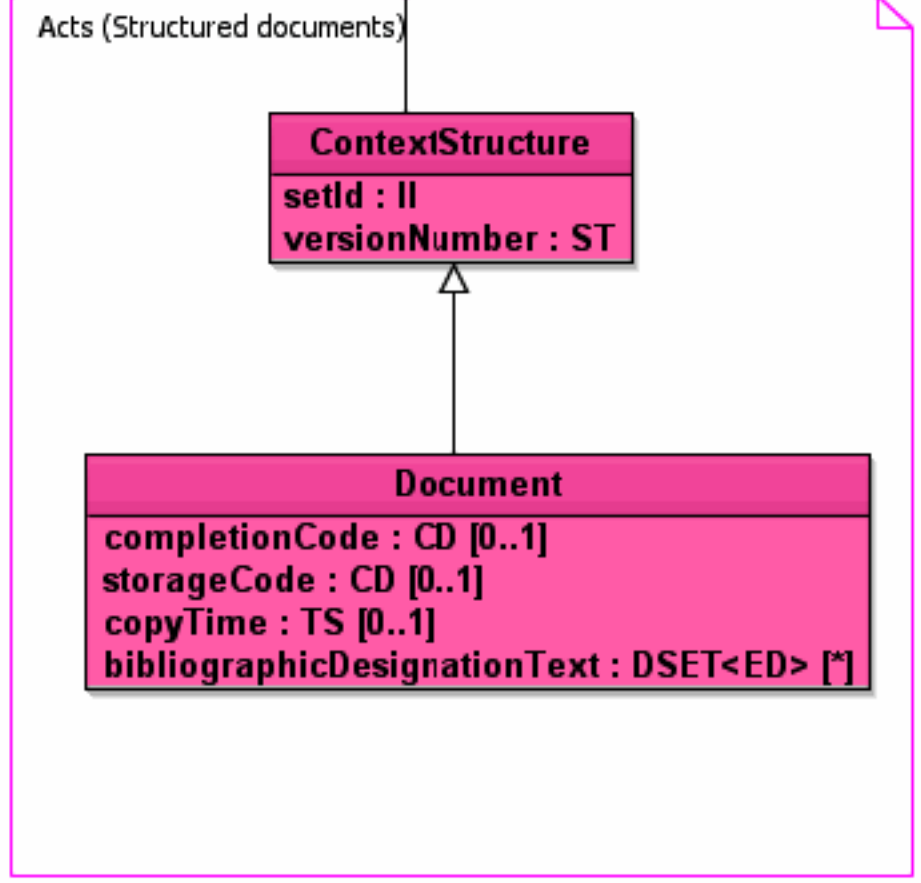 Acts (Structured documents)
ContextStructure
setId : II
versionNumber : ST
Document
completionCode : CD [0..1]
storageCode : CD [0..1]
copyTime : TS [0..1]
bibliographicDesignationText : DSET<ED> [*]